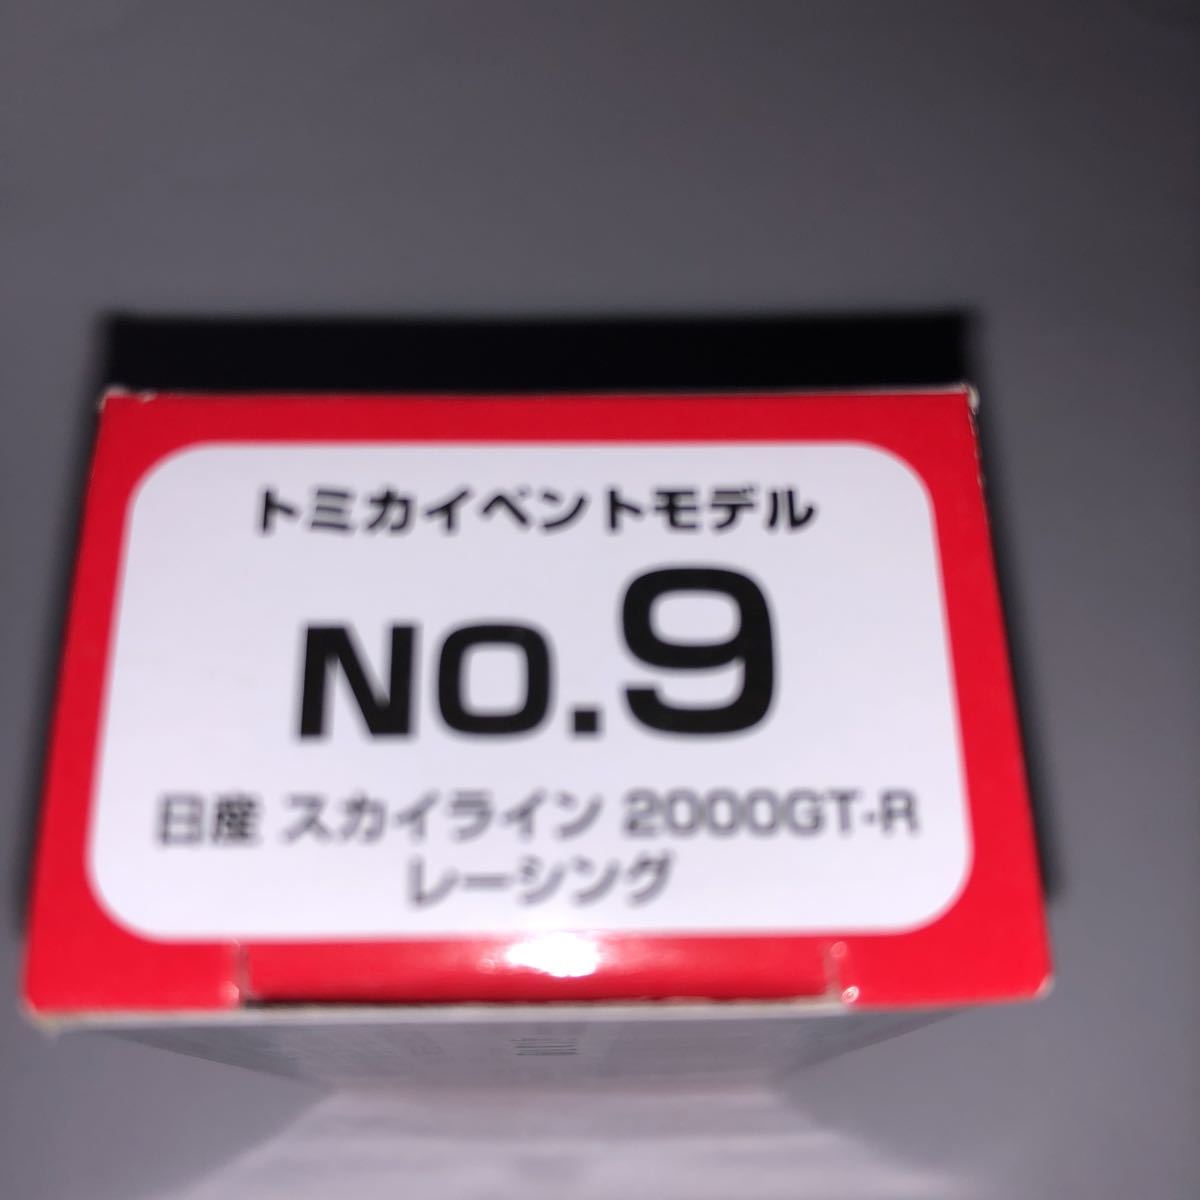 トミカイベントモデル
NO.9
日産 スカイライン 2000GT-R
レーシング